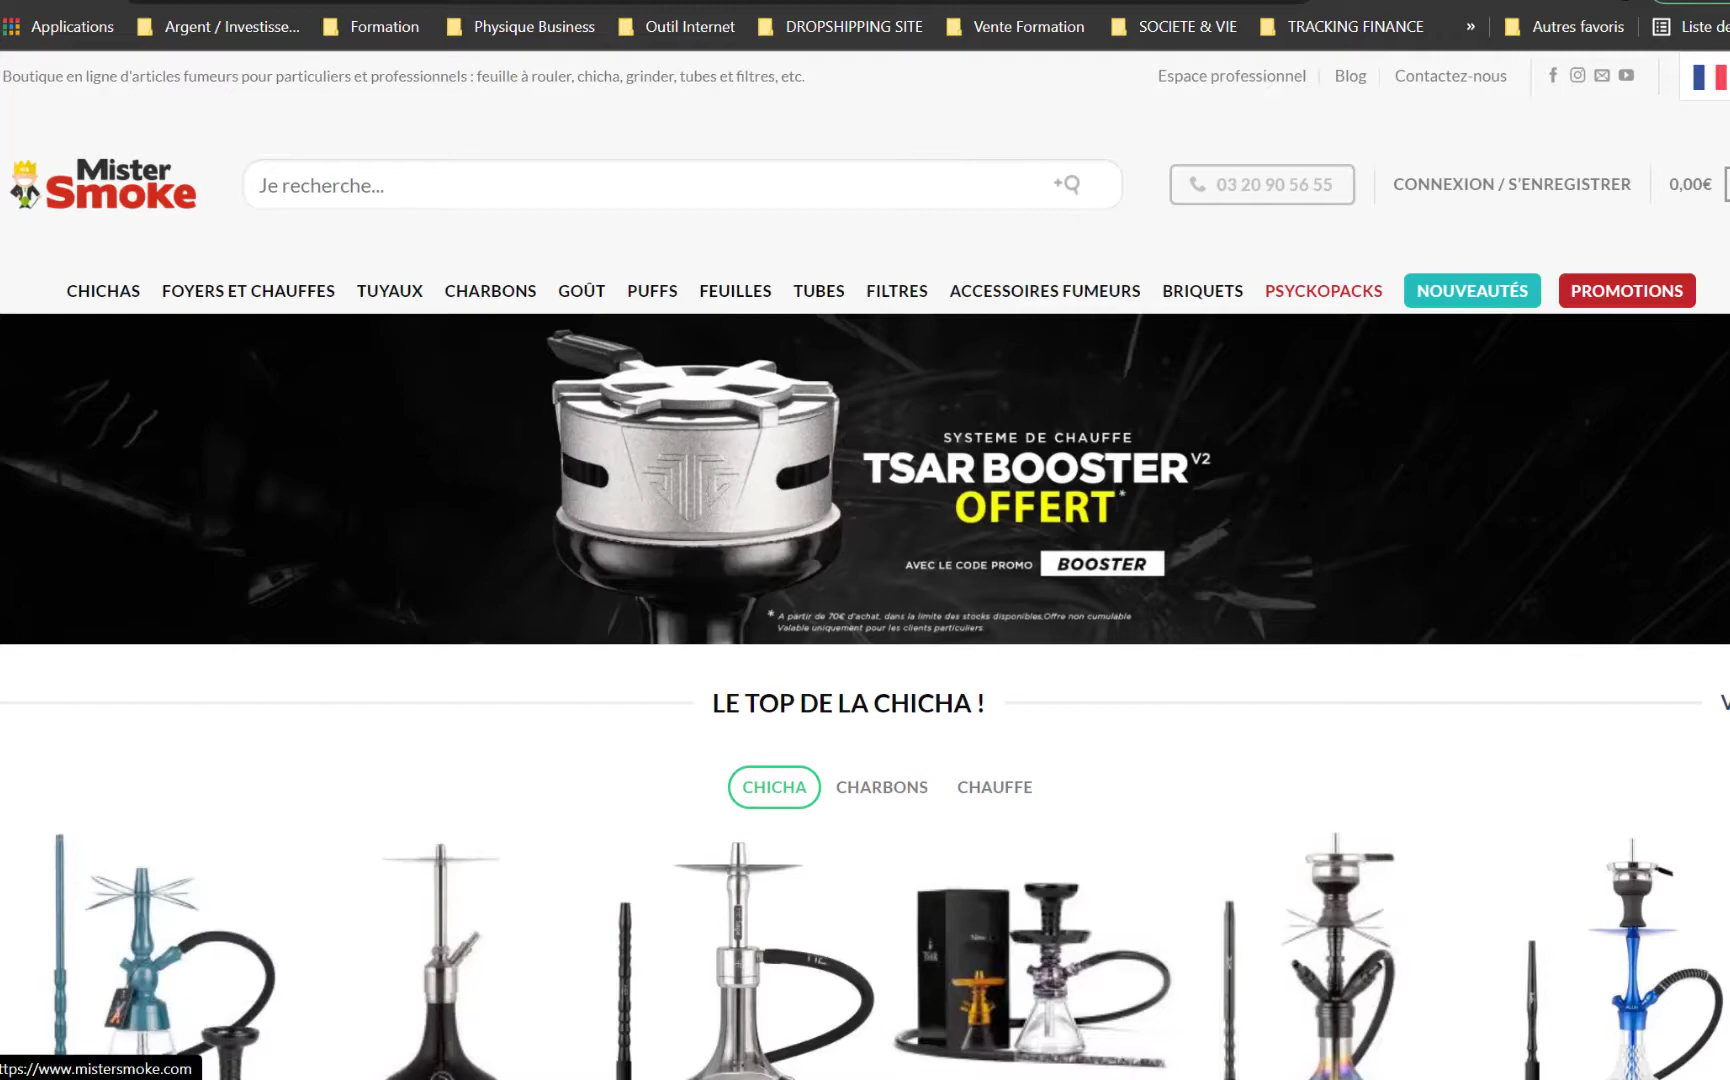 Applications Argent / Investisse... Formation Physique Business Outil Internet DROPSHIPPING SITE Vente Formation SOCIETE & VIE TRACKING FINANCE » Autres favoris Liste de
Boutique en ligne d'articles fumeurs pour particuliers et professionnels : feuille à rouler, chicha, grinder, tubes et filtres, etc.
Espace professionnel Blog Contactez-nous
Mister
Smoke
Je recherche...
03 20 90 56 55
CONNEXION / S'ENREGISTRER
0,00€
CHICHAS FOYERS ET CHAUFFES TUYAUX CHARBONS GOÛT PUFFS FEUILLES TUBES FILTRES ACCESSOIRES FUMEURS BRIQUETS PSYCKOPACKS NOUVEAUTÉS PROMOTIONS
SYSTEME DE CHAUFFE
TSAR BOOSTER V2
OFFERT*
AVEC LE CODE PROMO BOOSTER
* A partir de 70€ d'achat, dans la limite des stocks disponibles.Offre non cumulable
Valable uniquement pour les clients particuliers.
LE TOP DE LA CHICHA !
CHICHA CHARBONS CHAUFFE
ttps://www.mistersmoke.com